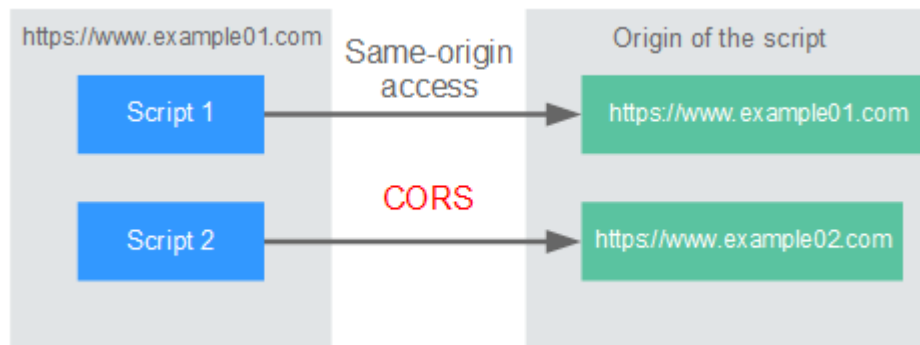 https://www.example01.com
Same-origin
access
Origin of the script
Script 1
https://www.example01.com
CORS
Script 2
https://www.example02.com